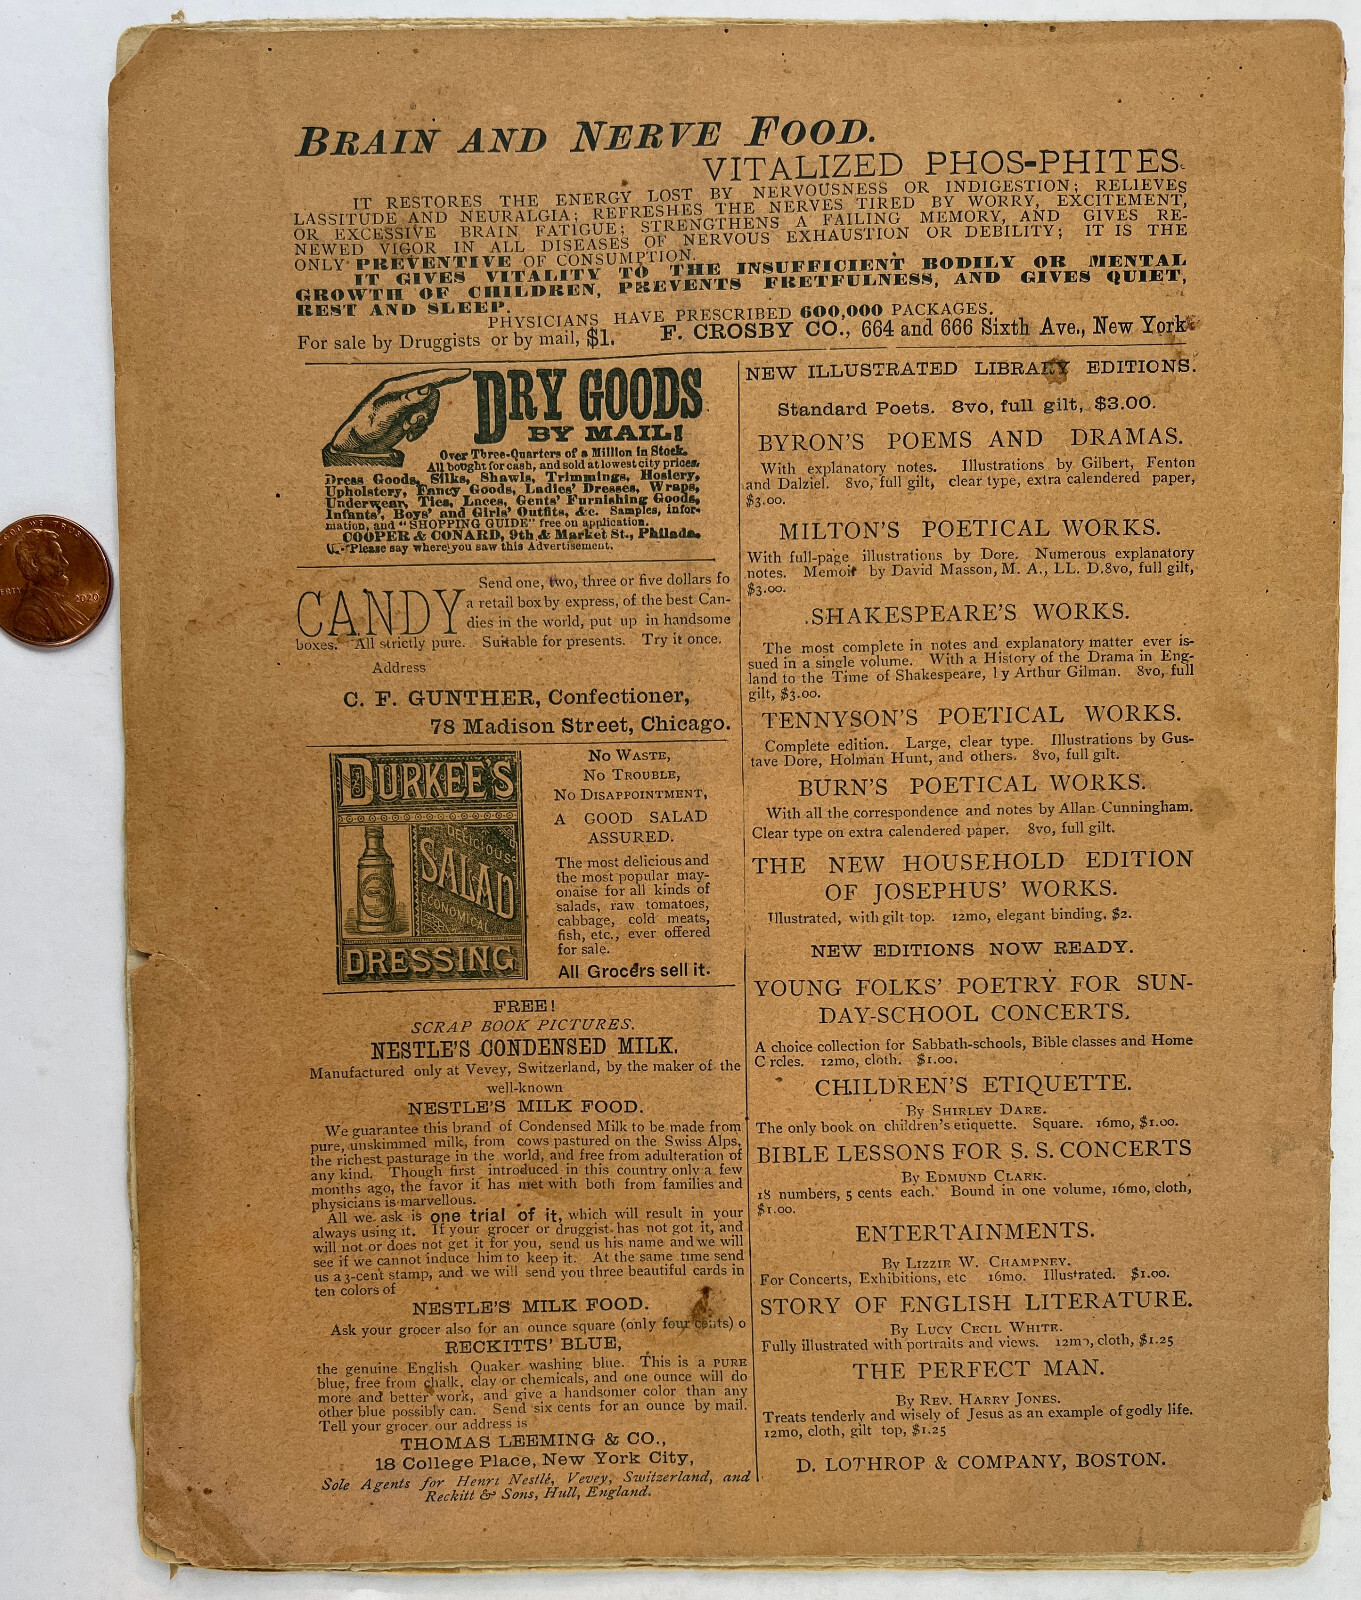 BRAIN AND NERVE FOOD.
VITALIZED PHOS-PHITES.
IT RESTORES THE ENERGY LOST BY NERVOUSNESS OR INDIGESTION; RELIEVES
LASSITUDE AND NEURALGIA; REFRESHES THE NERVES TIRED BY WORRY, EXCITEMENT,
OR EXCESSIVE BRAIN FATIGUE; STRENGTHENS A FAILING MEMORY, AND GIVES RE-
NEWED VIGOR IN ALL DISEASES OF NERVOUS EXHAUSTION OR DEBILITY; IT IS THE
ONLY PREVENTIVE OF CONSUMPTION.
IT GIVES VITALITY TO THE INSUFFICIENT BODILY OR MENTAL
GROWTH OF CHILDREN, PREVENTS FRETFULNESS, AND GIVES QUIET,
REST AND SLEEP.
PHYSICIANS HAVE PRESCRIBED 600,000 PACKAGES.
For sale by Druggists or by mail, $1. F. CROSBY CO., 664 and 666 Sixth Ave., New York.
DRY GOODS
BY MAIL!
Over Three-Quarters of a Million in Stock.
All bought for cash, and sold at lowest city prices.
Dress Goods, Silks, Shawls, Trimmings, Hosiery,
Upholstery, Fancy Goods, Ladies' Dresses, Wraps,
Underwear, Ties, Laces, Gents' Furnishing Goods,
Infants', Boys' and Girls' Outfits, &c. Samples, infor-
mation, and "SHOPPING GUIDE" free on application.
COOPER & CONARD, 9th & Market St., Philada.
Please say where you saw this Advertisement.
CANDY
Send one, two, three or five dollars fo
a retail box by express, of the best Can-
dies in the world, put up in handsome
boxes. All strictly pure. Suitable for presents. Try it once.
Address
C. F. GUNTHER, Confectioner,
78 Madison Street, Chicago.
DURKEE'S
DELICIOUS
SALAD
ECONOMICAL
DRESSING
NO WASTE,
NO TROUBLE,
NO DISAPPOINTMENT,
A GOOD SALAD
ASSURED.
The most delicious and
the most popular may-
onaise for all kinds of
salads, raw tomatoes,
cabbage, cold meats,
fish, etc., ever offered
for sale.
All Grocers sell it.
FREE!
SCRAP BOOK PICTURES.
NESTLE'S CONDENSED MILK.
Manufactured only at Vevey, Switzerland, by the maker of the
well-known
NESTLE'S MILK FOOD.
We guarantee this brand of Condensed Milk to be made from
pure, unskimmed milk, from cows pastured on the Swiss Alps,
the richest pasturage in the world, and free from adulteration of
any kind. Though first introduced in this country only a few
months ago, the favor it has met with both from families and
physicians is marvellous.
All we ask is one trial of it, which will result in your
always using it. If your grocer or druggist has not got it, and
will not or does not get it for you, send us his name and we will
see if we cannot induce him to keep it. At the same time send
us a 3-cent stamp, and we will send you three beautiful cards in
ten colors of
NESTLE'S MILK FOOD.
Ask your grocer also for an ounce square (only four cents) o
RECKITTS' BLUE,
the genuine English Quaker washing blue. This is a PURE
blue, free from chalk, clay or chemicals, and one ounce will do
more and better work, and give a handsomer color than any
other blue possibly can. Send six cents for an ounce by mail.
Tell your grocer our address is
THOMAS LEEMING & CO.,
18 College Place, New York City,
Sole Agents for Henri Nestlé, Vevey, Switzerland, and
Reckitt & Sons, Hull, England.
NEW ILLUSTRATED LIBRARY EDITIONS.
Standard Poets. 8vo, full gilt, $3.00.
BYRON'S POEMS AND DRAMAS.
With explanatory notes. Illustrations by Gilbert, Fenton
and Dalziel. 8vo, full gilt, clear type, extra calendered paper,
$3.00.
MILTON'S POETICAL WORKS.
With full-page illustrations by Dore. Numerous explanatory
notes. Memoir by David Masson, M. A., LL. D. 8vo, full gilt,
$3.00.
SHAKESPEARE'S WORKS.
The most complete in notes and explanatory matter ever is-
sued in a single volume. With a History of the Drama in Eng-
land to the Time of Shakespeare, by Arthur Gilman. 8vo, full
gilt, $3.00.
TENNYSON'S POETICAL WORKS.
Complete edition. Large, clear type. Illustrations by Gus-
tave Dore, Holman Hunt, and others. 8vo, full gilt.
BURN'S POETICAL WORKS.
With all the correspondence and notes by Allan Cunningham.
Clear type on extra calendered paper. 8vo, full gilt.
THE NEW HOUSEHOLD EDITION
OF JOSEPHUS' WORKS.
Illustrated, with gilt top. 12mo, elegant binding, $2.
NEW EDITIONS NOW READY.
YOUNG FOLKS' POETRY FOR SUN-
DAY-SCHOOL CONCERTS.
A choice collection for Sabbath-schools, Bible classes and Home
C rcles. 12mo, cloth. $1.00.
CHILDREN'S ETIQUETTE.
By SHIRLEY DARE.
The only book on children's etiquette. Square. 16mo, $1.00.
BIBLE LESSONS FOR S. S. CONCERTS
By EDMUND CLARK.
18 numbers, 5 cents each. Bound in one volume, 16mo, cloth,
$1.00.
ENTERTAINMENTS.
By LIZZIE W. CHAMPNEY.
For Concerts, Exhibitions, etc 16mo. Illustrated. $1.00.
STORY OF ENGLISH LITERATURE.
By LUCY CECIL WHITE.
Fully illustrated with portraits and views. 12mo, cloth, $1.25
THE PERFECT MAN.
By REV. HARRY JONES.
Treats tenderly and wisely of Jesus as an example of godly life.
12mo, cloth, gilt top, $1.25
D. LOTHROP & COMPANY, BOSTON.
GOD WE TRUST
BERTY
2020